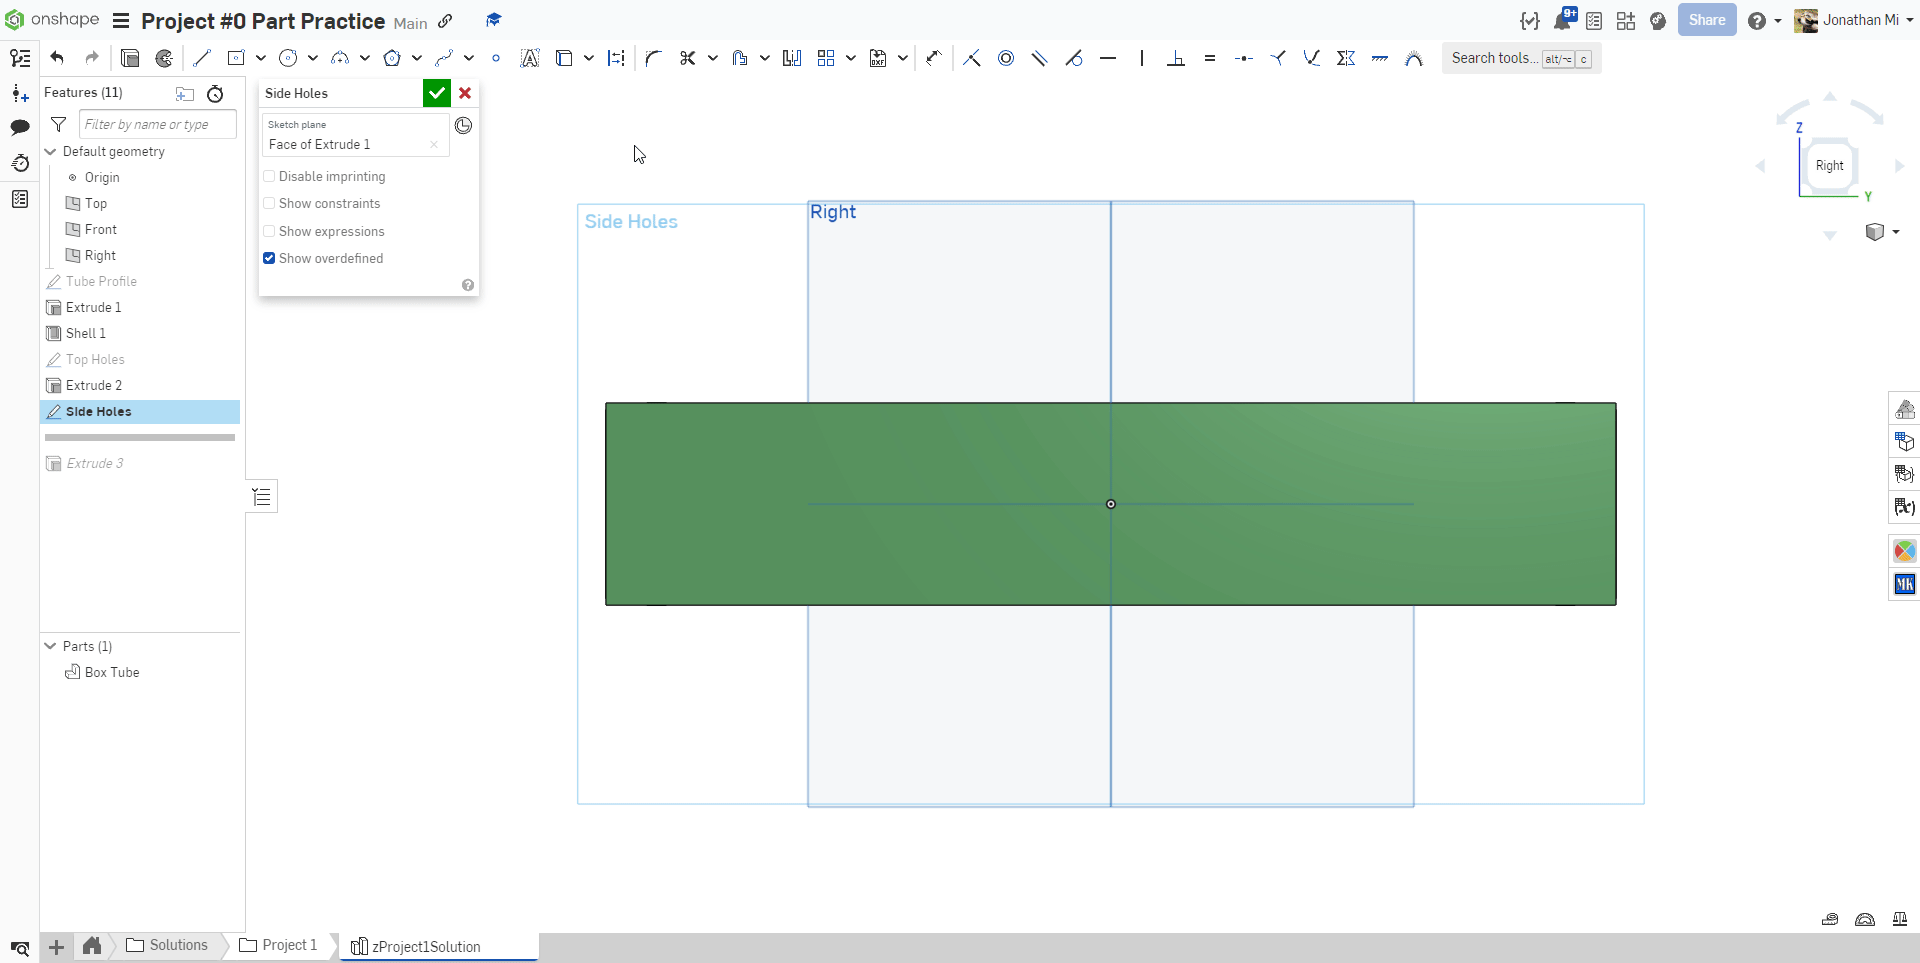 onshape
Project #0 Part Practice Main
9+
Share
Jonathan Mi
Search tools... alt/⌥ c
Features (11)
Filter by name or type
Default geometry
Origin
Top
Front
Right
Tube Profile
Extrude 1
Shell 1
Top Holes
Extrude 2
Side Holes
Extrude 3
Parts (1)
Box Tube
Side Holes
Sketch plane
Face of Extrude 1
Disable imprinting
Show constraints
Show expressions
Show overdefined
Side Holes
Right
Z
Right
Y
DXF
(x)
MK
Solutions
Project 1
zProject1Solution